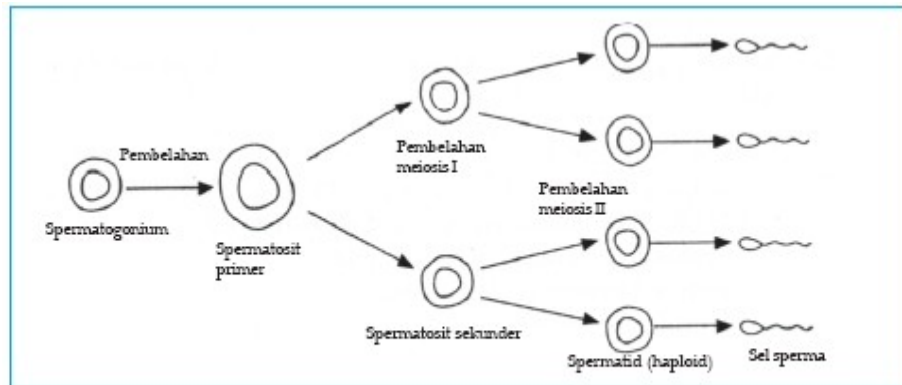 Pembelahan
Spermatogonium
Spermatosit
primer
Pembelahan
meiosis I
Spermatosit sekunder
Pembelahan
meiosis II
Spermatid (haploid)
Sel sperma